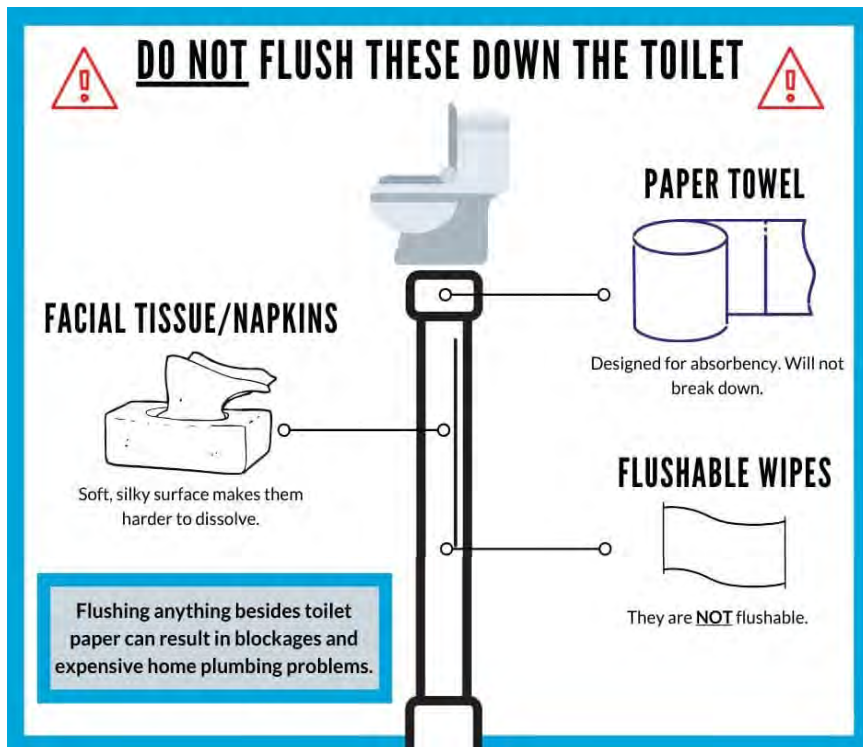 DO NOT FLUSH THESE DOWN THE TOILET
PAPER TOWEL
Designed for absorbency. Will not
break down.
FACIAL TISSUE/NAPKINS
Soft, silky surface makes them
harder to dissolve.
FLUSHABLE WIPES
They are NOT flushable.
Flushing anything besides toilet
paper can result in blockages and
expensive home plumbing problems.